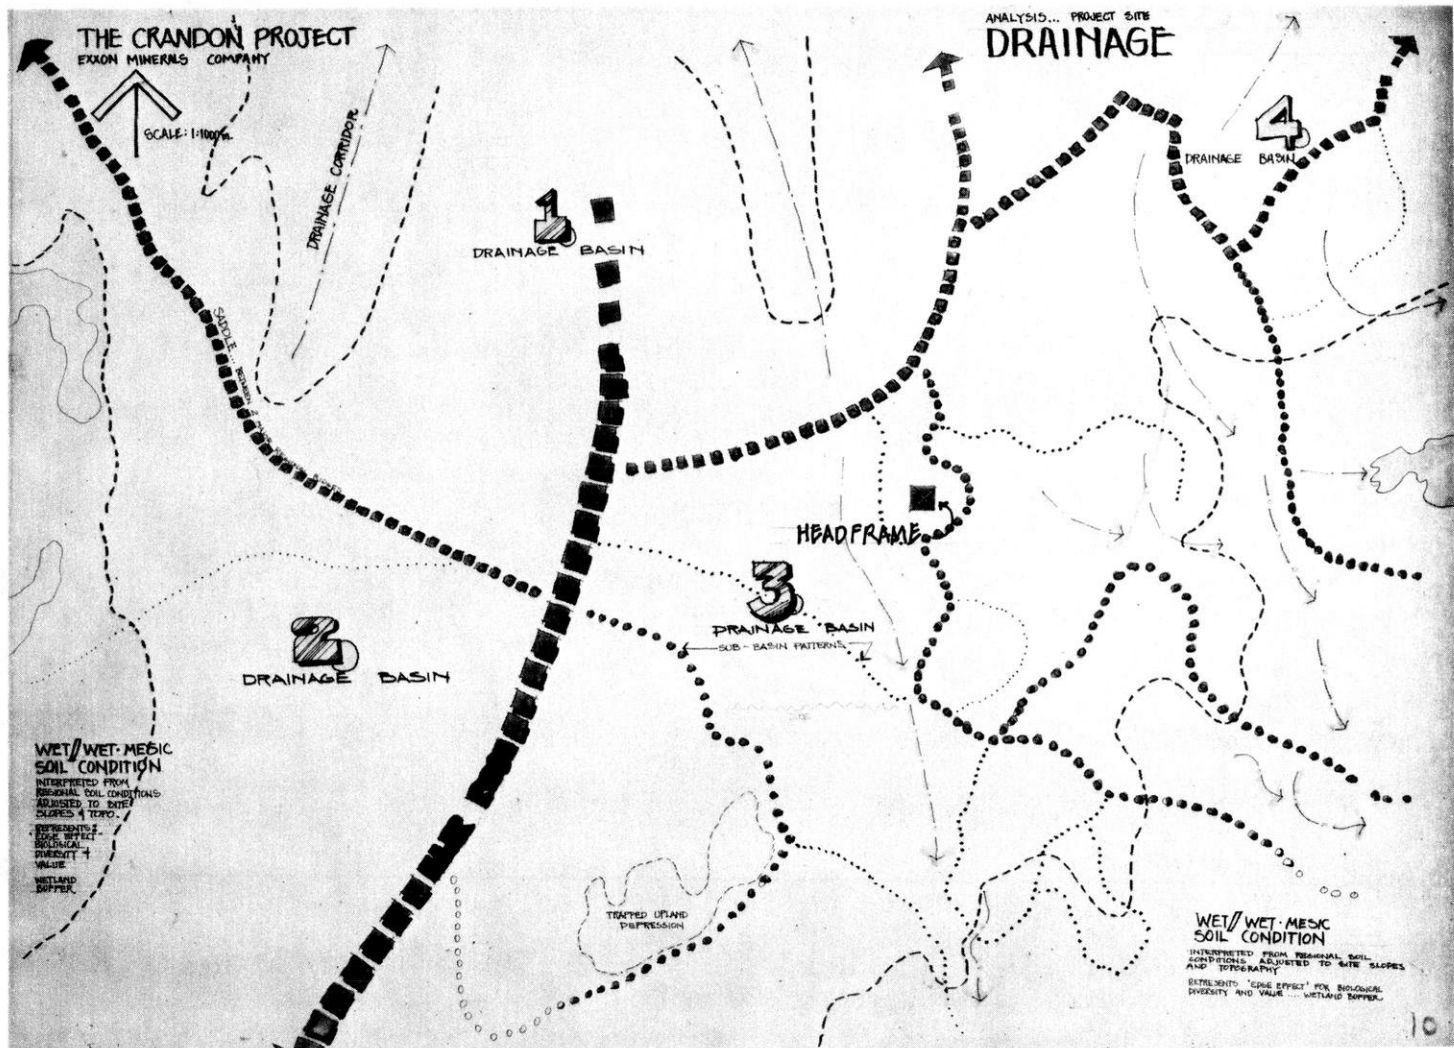 THE CRANDON PROJECT
EXXON MINERALS COMPANY
SCALE: 1:1000
ANALYSIS... PROJECT SITE
DRAINAGE
DRAINAGE CORRIDOR
1
DRAINAGE BASIN
4
DRAINAGE BASIN
SADDLE... BETWEEN 2
HEADFRAME
3
DRAINAGE BASIN
SUB-BASIN PATTERNS
2
DRAINAGE BASIN
WET//WET-MESIC
SOIL CONDITION
INTERPRETED FROM
REGIONAL SOIL CONDITIONS
ADJUSTED TO SITE
SLOPES & TOPO.
REPRESENTS:
EDGE EFFECT
BIOLOGICAL
DIVERSITY &
VALUE
WETLAND
BUFFER
TRAPPED UPLAND
DEPRESSION
WET//WET-MESIC
SOIL CONDITION
INTERPRETED FROM REGIONAL SOIL
CONDITIONS ADJUSTED TO SITE SLOPES
AND TOPOGRAPHY
REPRESENTS 'EDGE EFFECT' FOR BIOLOGICAL
DIVERSITY AND VALUE .... WETLAND BUFFER
10